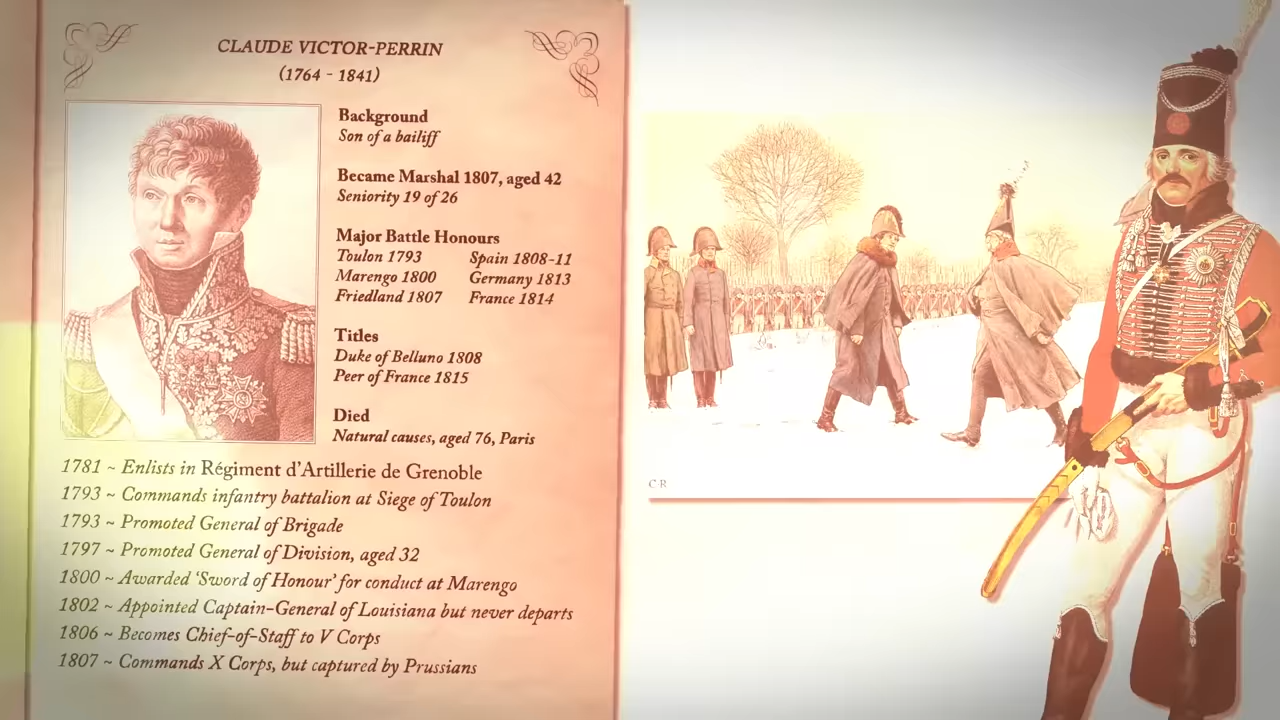 CLAUDE VICTOR-PERRIN
(1764 - 1841)
Background
Son of a bailiff
Became Marshal 1807, aged 42
Seniority 19 of 26
Major Battle Honours
Toulon 1793 Spain 1808-11
Marengo 1800 Germany 1813
Friedland 1807 France 1814
Titles
Duke of Belluno 1808
Peer of France 1815
Died
Natural causes, aged 76, Paris
1781 ~ Enlists in Régiment d'Artillerie de Grenoble
1793 ~ Commands infantry battalion at Siege of Toulon
1793 ~ Promoted General of Brigade
1797 ~ Promoted General of Division, aged 32
1800 ~ Awarded 'Sword of Honour' for conduct at Marengo
1802 ~ Appointed Captain-General of Louisiana but never departs
1806 ~ Becomes Chief-of-Staff to V Corps
1807 ~ Commands X Corps, but captured by Prussians
C·R